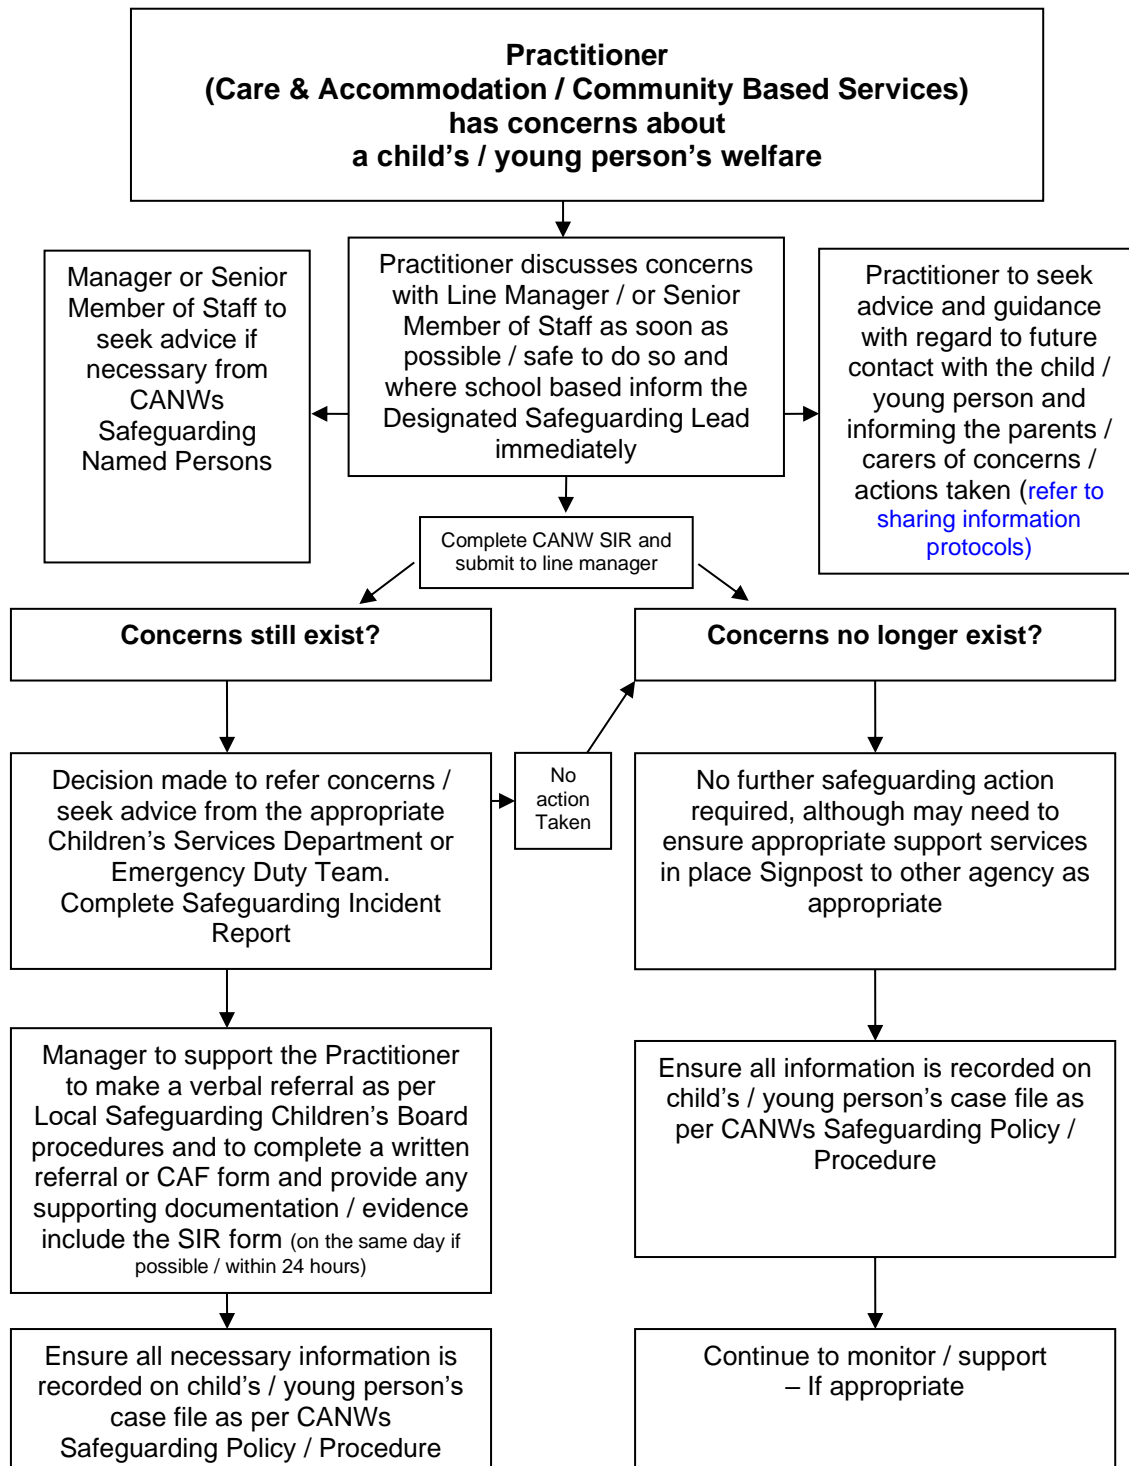 Practitioner
(Care & Accommodation / Community Based Services)
has concerns about
a child's / young person's welfare
Manager or Senior
Member of Staff to
seek advice if
necessary from
CANWs
Safeguarding
Named Persons
Practitioner discusses concerns
with Line Manager / or Senior
Member of Staff as soon as
possible / safe to do so and
where school based inform the
Designated Safeguarding Lead
immediately
Practitioner to seek
advice and guidance
with regard to future
contact with the child /
young person and
informing the parents /
carers of concerns /
actions taken (refer to
sharing information
protocols)
Complete CANW SIR and
submit to line manager
Concerns still exist?
Concerns no longer exist?
Decision made to refer concerns /
seek advice from the appropriate
Children's Services Department or
Emergency Duty Team.
Complete Safeguarding Incident
Report
No
action
Taken
No further safeguarding action
required, although may need to
ensure appropriate support services
in place Signpost to other agency as
appropriate
Manager to support the Practitioner
to make a verbal referral as per
Local Safeguarding Children's Board
procedures and to complete a written
referral or CAF form and provide any
supporting documentation / evidence
include the SIR form (on the same day if
possible / within 24 hours)
Ensure all information is recorded on
child's / young person's case file as
per CANWs Safeguarding Policy /
Procedure
Ensure all necessary information is
recorded on child's / young person's
case file as per CANWs
Safeguarding Policy / Procedure
Continue to monitor / support
– If appropriate